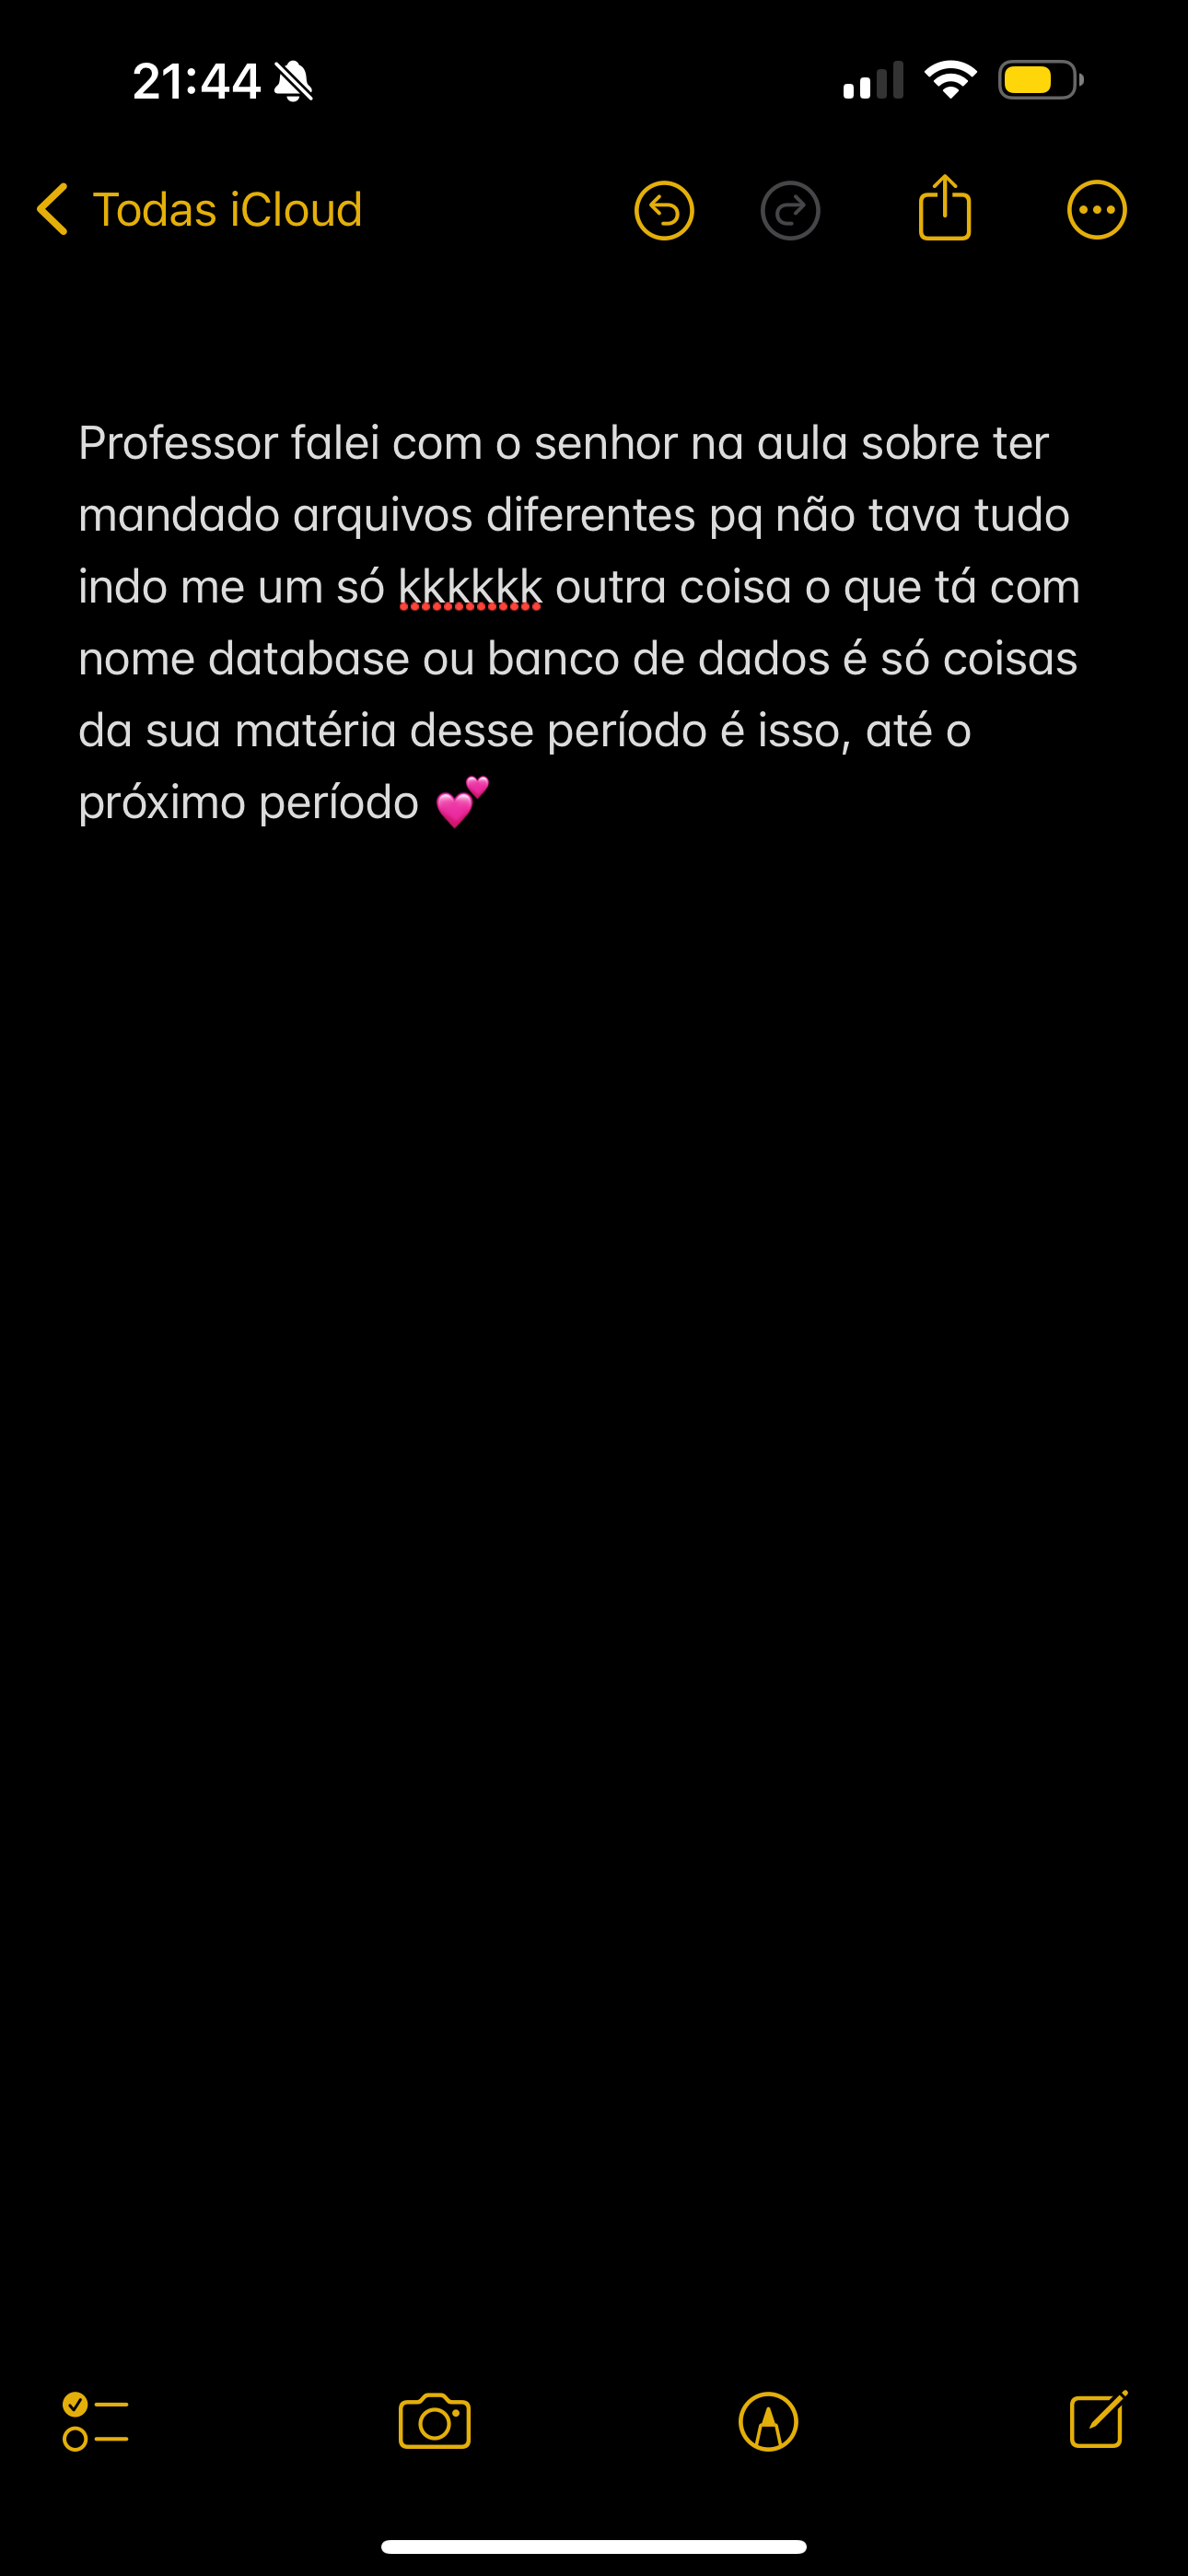 21:44
Todas iCloud
Professor falei com o senhor na aula sobre ter
mandado arquivos diferentes pq não tava tudo
indo me um só kkkkkk outra coisa o que tá com
nome database ou banco de dados é só coisas
da sua matéria desse período é isso, até o
próximo período 💕